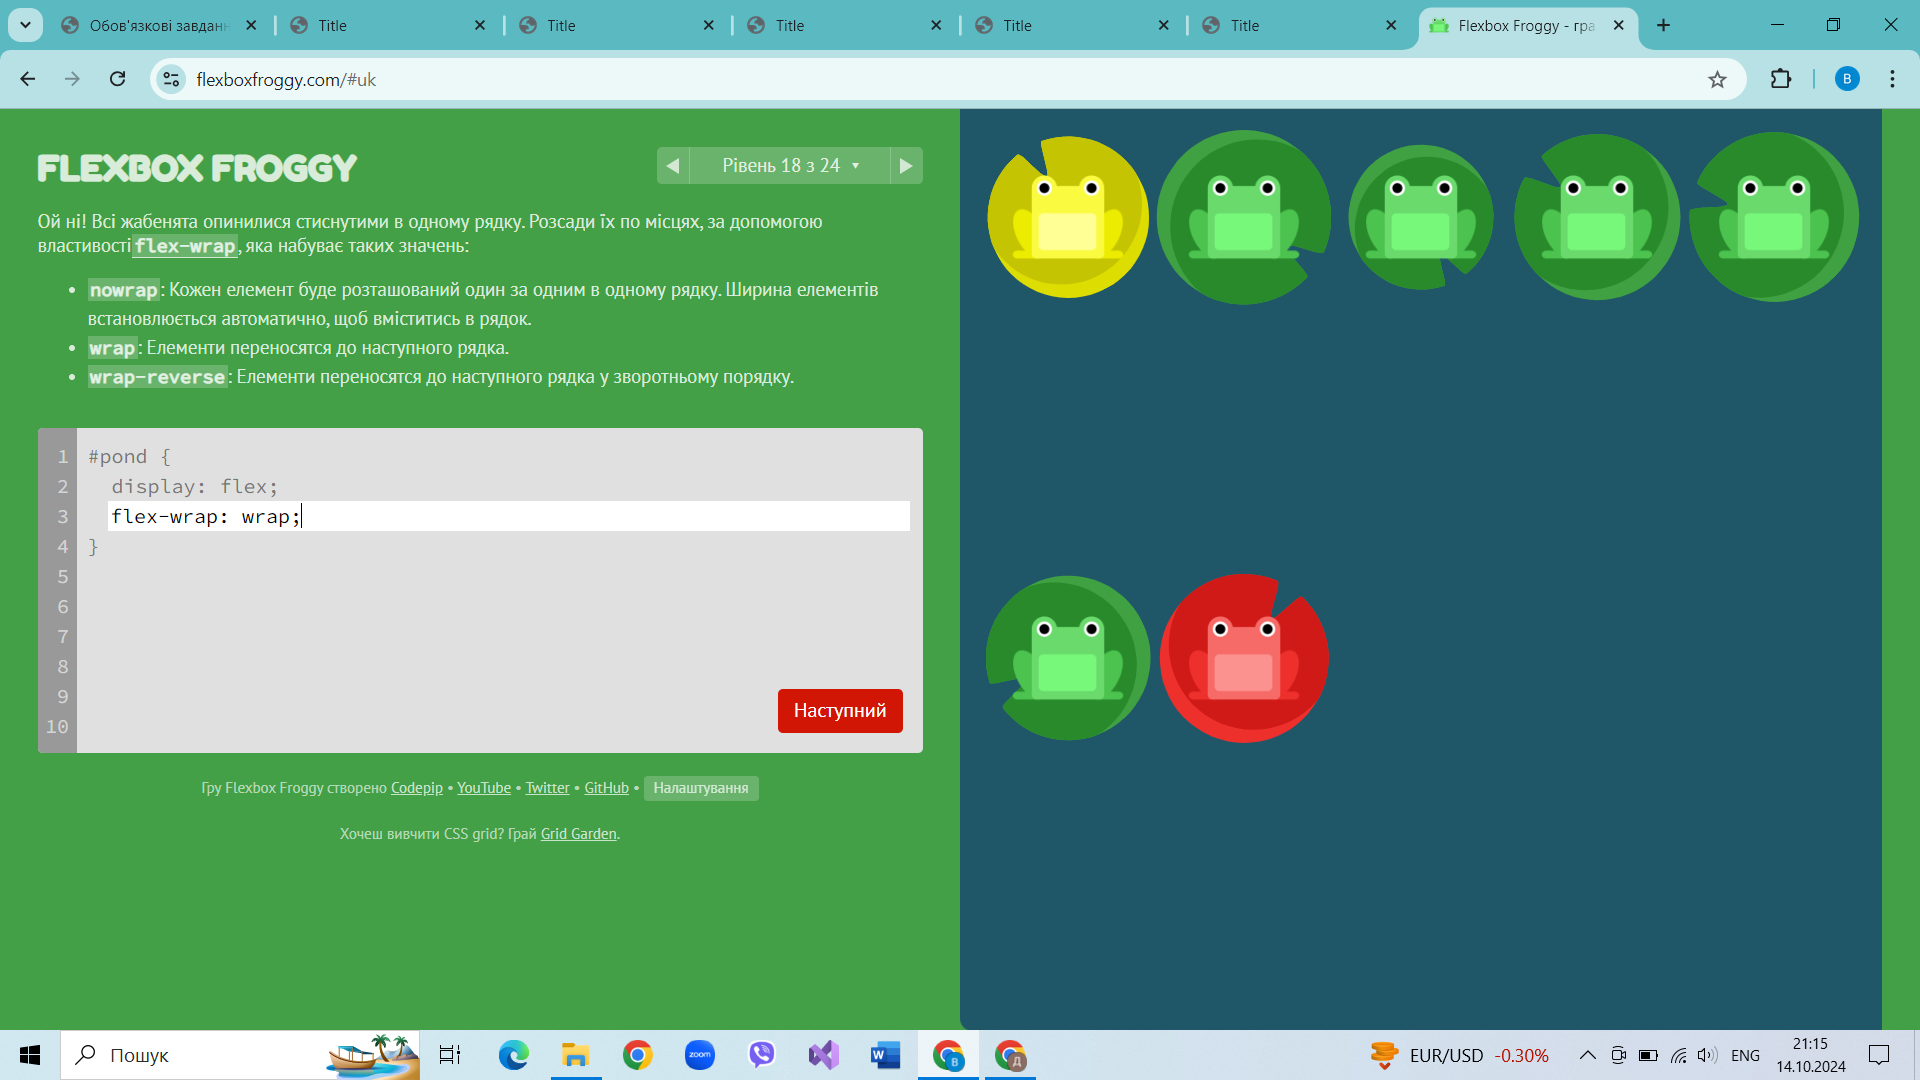 Обов'язкові завданн
Title
Title
Title
Title
Title
Flexbox Froggy - гра
flexboxfroggy.com/#uk
B
FLEXBOX FROGGY
Рівень 18 з 24
Ой ні! Всі жабенята опинилися стиснутими в одному рядку. Розсади їх по місцях, за допомогою
властивості flex-wrap, яка набуває таких значень:
• nowrap: Кожен елемент буде розташований один за одним в одному рядку. Ширина елементів
встановлюється автоматично, щоб вміститись в рядок.
• wrap: Елементи переносятся до наступного рядка.
• wrap-reverse: Елементи переносятся до наступного рядка у зворотньому порядку.
1 #pond {
2 display: flex;
3 flex-wrap: wrap;
4 }
5
6
7
8
9
10
Наступний
Гру Flexbox Froggy створено Codepip • YouTube • Twitter • GitHub • Налаштування
Хочеш вивчити CSS grid? Грай Grid Garden.
Пошук
zoom
W
B
Д
EUR/USD -0.30%
ENG
21:15
14.10.2024